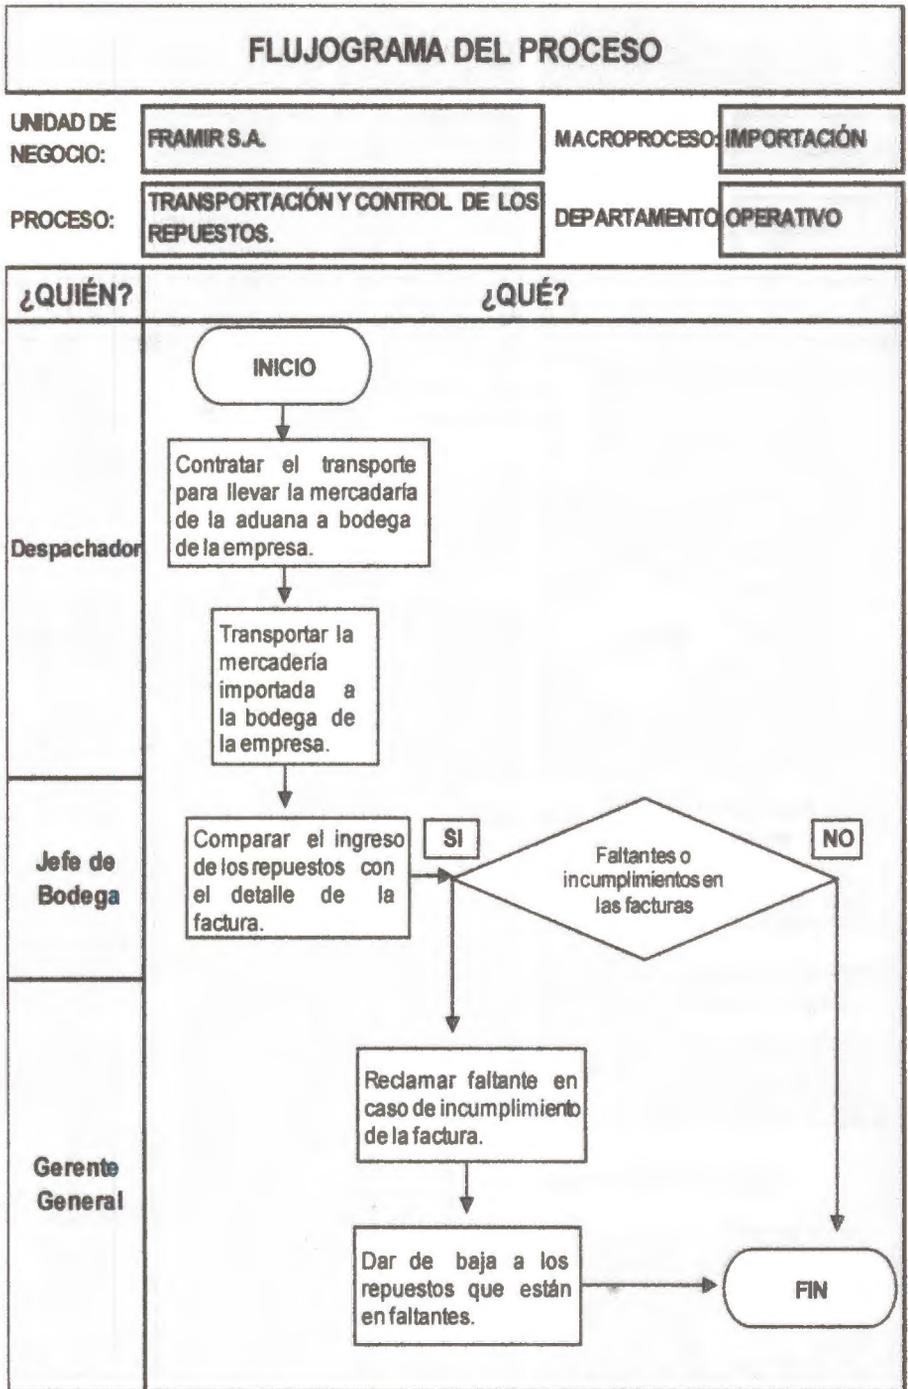 FLUJOGRAMA DEL PROCESO
UNIDAD DE
NEGOCIO:
FRAMIR S.A.
MACROPROCESO:
IMPORTACIÓN
PROCESO:
TRANSPORTACIÓN Y CONTROL DE LOS
REPUESTOS.
DEPARTAMENTO
OPERATIVO
¿QUIÉN?
¿QUÉ?
INICIO
Contratar el transporte
para llevar la mercadaría
de la aduana a bodega
de la empresa.
Despachador
Transportar la
mercadería
importada a
la bodega de
la empresa.
Jefe de
Bodega
Comparar el ingreso
de los repuestos con
el detalle de la
factura.
SI
Faltantes o
incumplimientos en
las facturas
NO
Gerente
General
Reclamar faltante en
caso de incumplimiento
de la factura.
Dar de baja a los
repuestos que están
en faltantes.
FIN